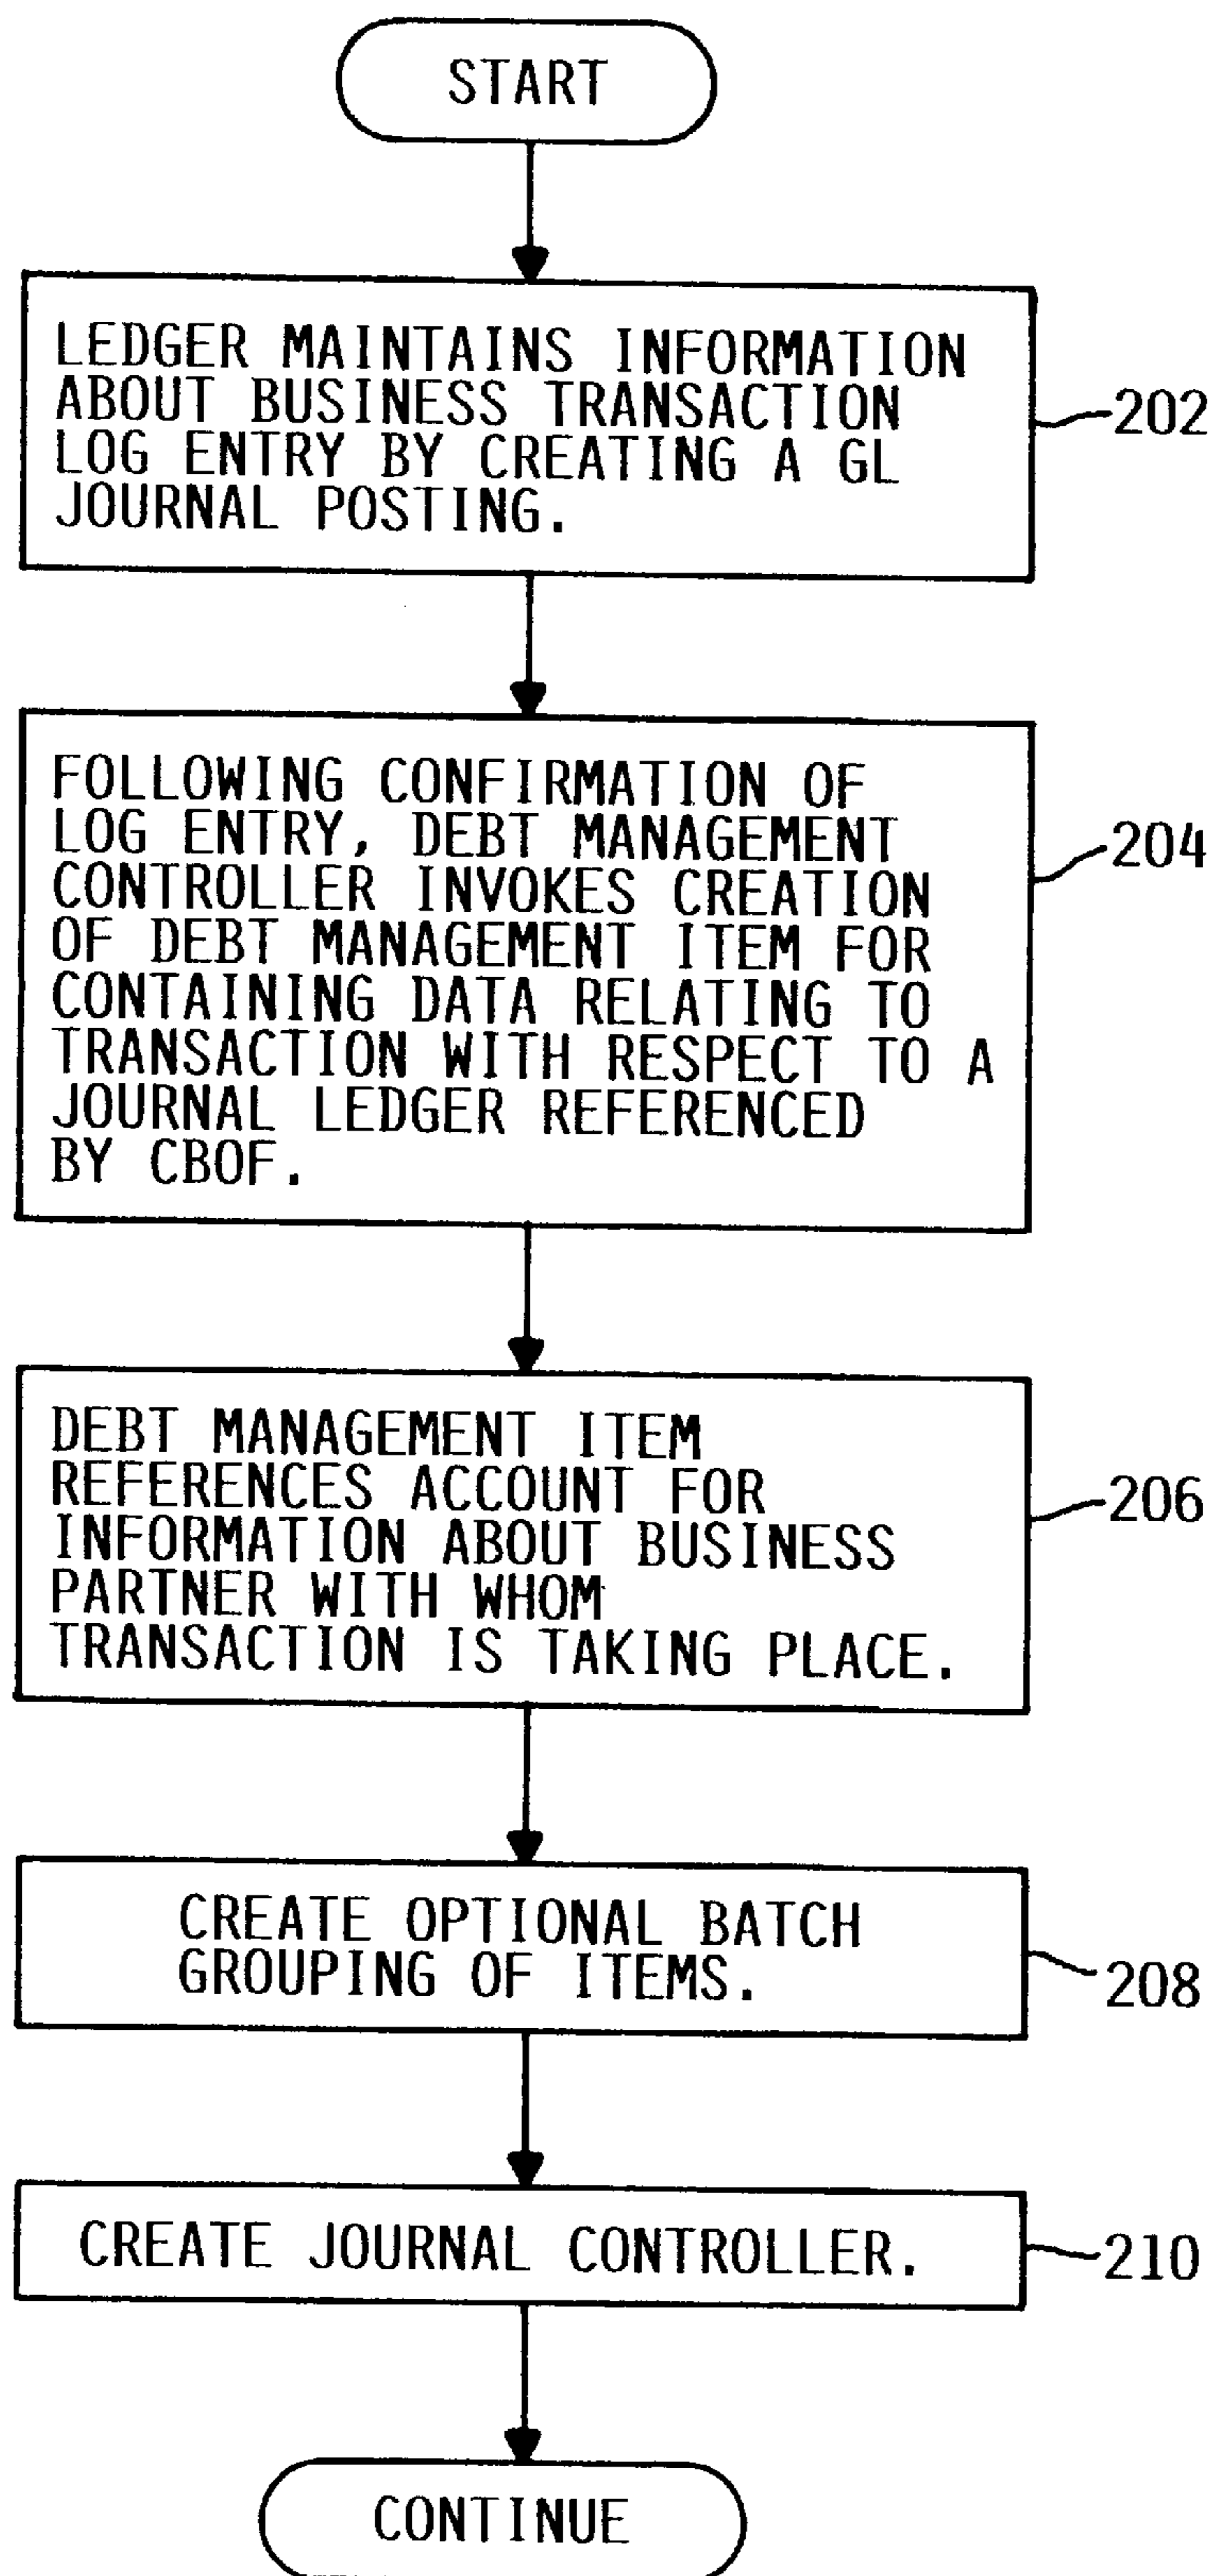 START
LEDGER MAINTAINS INFORMATION
ABOUT BUSINESS TRANSACTION
LOG ENTRY BY CREATING A GL
JOURNAL POSTING.
202
FOLLOWING CONFIRMATION OF
LOG ENTRY, DEBT MANAGEMENT
CONTROLLER INVOKES CREATION
OF DEBT MANAGEMENT ITEM FOR
CONTAINING DATA RELATING TO
TRANSACTION WITH RESPECT TO A
JOURNAL LEDGER REFERENCED
BY CBOF.
204
DEBT MANAGEMENT ITEM
REFERENCES ACCOUNT FOR
INFORMATION ABOUT BUSINESS
PARTNER WITH WHOM
TRANSACTION IS TAKING PLACE.
206
CREATE OPTIONAL BATCH
GROUPING OF ITEMS.
208
CREATE JOURNAL CONTROLLER.
210
CONTINUE